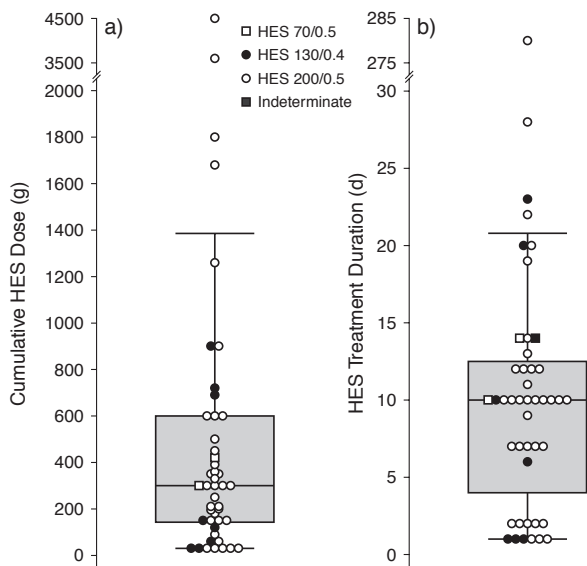 a)
HES 70/0.5
HES 130/0.4
HES 200/0.5
Indeterminate
Cumulative HES Dose (g)
4500
3500
2000
1800
1600
1400
1200
1000
800
600
400
200
0
b)
HES Treatment Duration (d)
285
275
30
25
20
15
10
5
0